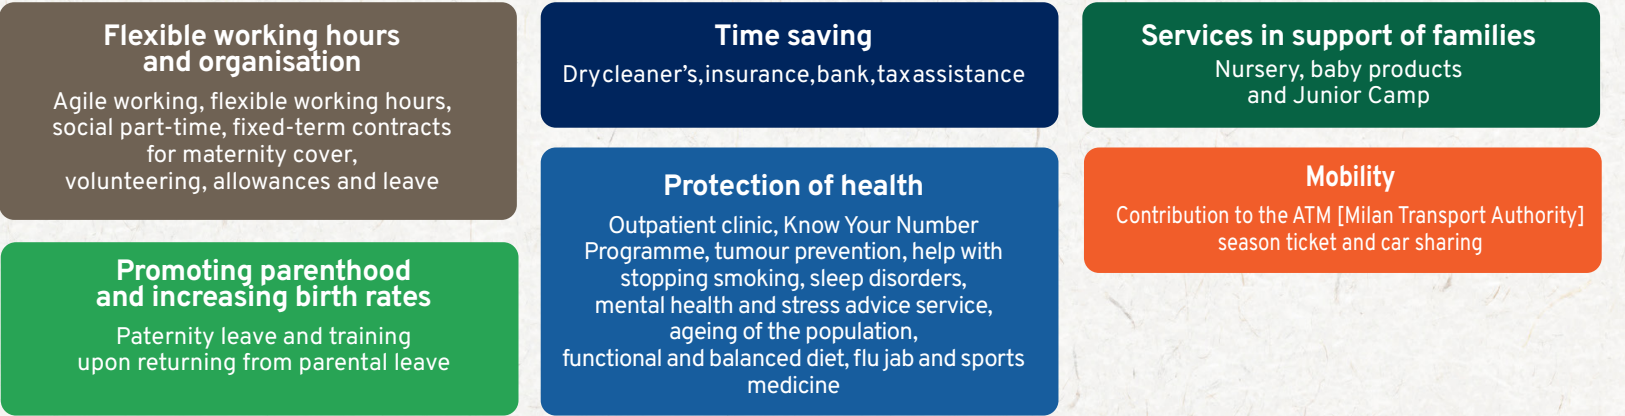 Flexible working hours
and organisation
Agile working, flexible working hours,
social part-time, fixed-term contracts
for maternity cover,
volunteering, allowances and leave
Promoting parenthood
and increasing birth rates
Paternity leave and training
upon returning from parental leave
Time saving
Dry cleaner’s, insurance, bank, tax assistance
Protection of health
Outpatient clinic, Know Your Number
Programme, tumour prevention, help with
stopping smoking, sleep disorders,
mental health and stress advice service,
ageing of the population,
functional and balanced diet, flu jab and sports
medicine
Services in support of families
Nursery, baby products
and Junior Camp
Mobility
Contribution to the ATM [Milan Transport Authority]
season ticket and car sharing